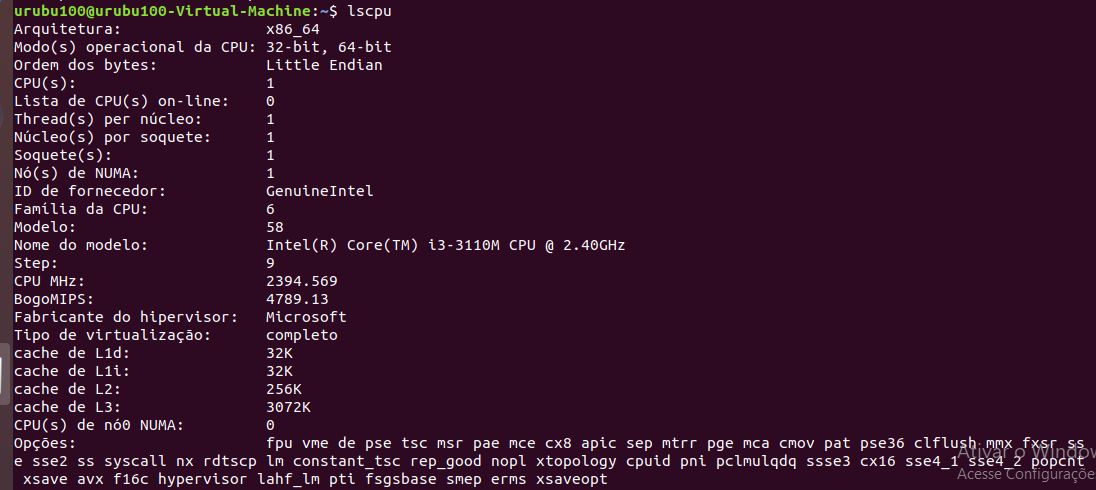 urubu100@urubu100-Virtual-Machine:~$ lscpu
Arquitetura: x86_64
Modo(s) operacional da CPU: 32-bit, 64-bit
Ordem dos bytes: Little Endian
CPU(s): 1
Lista de CPU(s) on-line: 0
Thread(s) per núcleo: 1
Núcleo(s) por soquete: 1
Soquete(s): 1
Nó(s) de NUMA: 1
ID de fornecedor: GenuineIntel
Família da CPU: 6
Modelo: 58
Nome do modelo: Intel(R) Core(TM) i3-3110M CPU @ 2.40GHz
Step: 9
CPU MHz: 2394.569
BogoMIPS: 4789.13
Fabricante do hipervisor: Microsoft
Tipo de virtualização: completo
cache de L1d: 32K
cache de L1i: 32K
cache de L2: 256K
cache de L3: 3072K
CPU(s) de nó0 NUMA: 0
Opções: fpu vme de pse tsc msr pae mce cx8 apic sep mtrr pge mca cmov pat pse36 clflush mmx fxsr ss
e sse2 ss syscall nx rdtscp lm constant_tsc rep_good nopl xtopology cpuid pni pclmulqdq ssse3 cx16 sse4_1 sse4_2 popcnt
xsave avx f16c hypervisor lahf_lm pti fsgsbase smep erms xsaveopt
Ativar o Window
Acesse Configurações